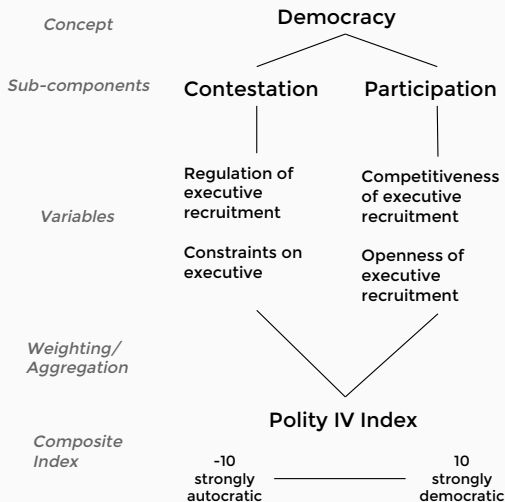 Concept
Democracy
Sub-components
Contestation
Participation
Variables
Regulation of
executive
recruitment
Constraints on
executive
Competitiveness
of executive
recruitment
Openness of
executive
recruitment
Weighting/
Aggregation
Polity IV Index
Composite
Index
-10
strongly
autocratic
10
strongly
democratic